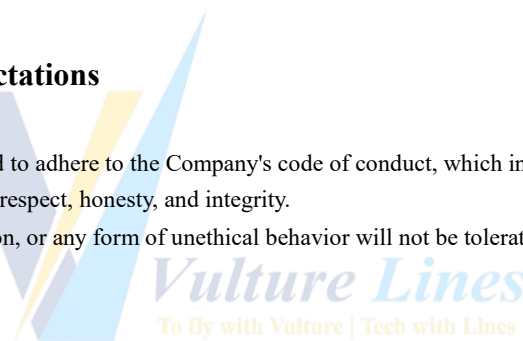 ctations
d to adhere to the Company's code of conduct, which in
respect, honesty, and integrity.
on, or any form of unethical behavior will not be tolerat
Vulture Lines
To fly with Vulture | Tech with Lines